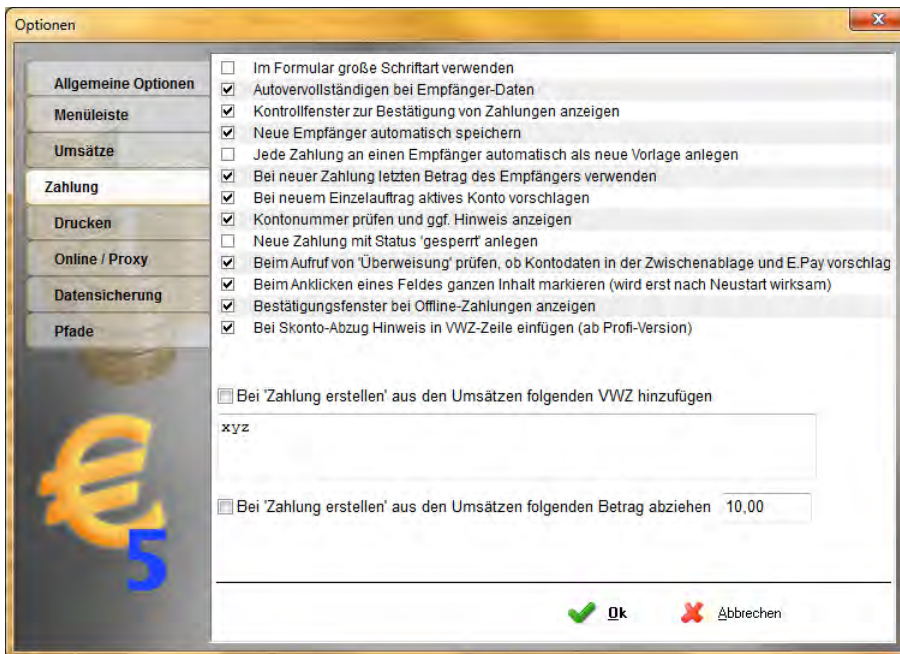 Optionen
Allgemeine Optionen
Menüleiste
Umsätze
Zahlung
Drucken
Online / Proxy
Datensicherung
Pfade
Im Formular große Schriftart verwenden
Autovervollständigen bei Empfänger-Daten
Kontrollfenster zur Bestätigung von Zahlungen anzeigen
Neue Empfänger automatisch speichern
Jede Zahlung an einen Empfänger automatisch als neue Vorlage anlegen
Bei neuer Zahlung letzten Betrag des Empfängers verwenden
Bei neuem Einzelauftrag aktives Konto vorschlagen
Kontonummer prüfen und ggf. Hinweis anzeigen
Neue Zahlung mit Status 'gesperrt' anlegen
Beim Aufruf von 'Überweisung' prüfen, ob Kontodaten in der Zwischenablage und E.Pay vorschlag
Beim Anklicken eines Feldes ganzen Inhalt markieren (wird erst nach Neustart wirksam)
Bestätigungsfenster bei Offline-Zahlungen anzeigen
Bei Skonto-Abzug Hinweis in VWZ-Zeile einfügen (ab Profi-Version)
Bei 'Zahlung erstellen' aus den Umsätzen folgenden VWZ hinzufügen
xyz
Bei 'Zahlung erstellen' aus den Umsätzen folgenden Betrag abziehen 10,00
€
5
Ok Abbrechen